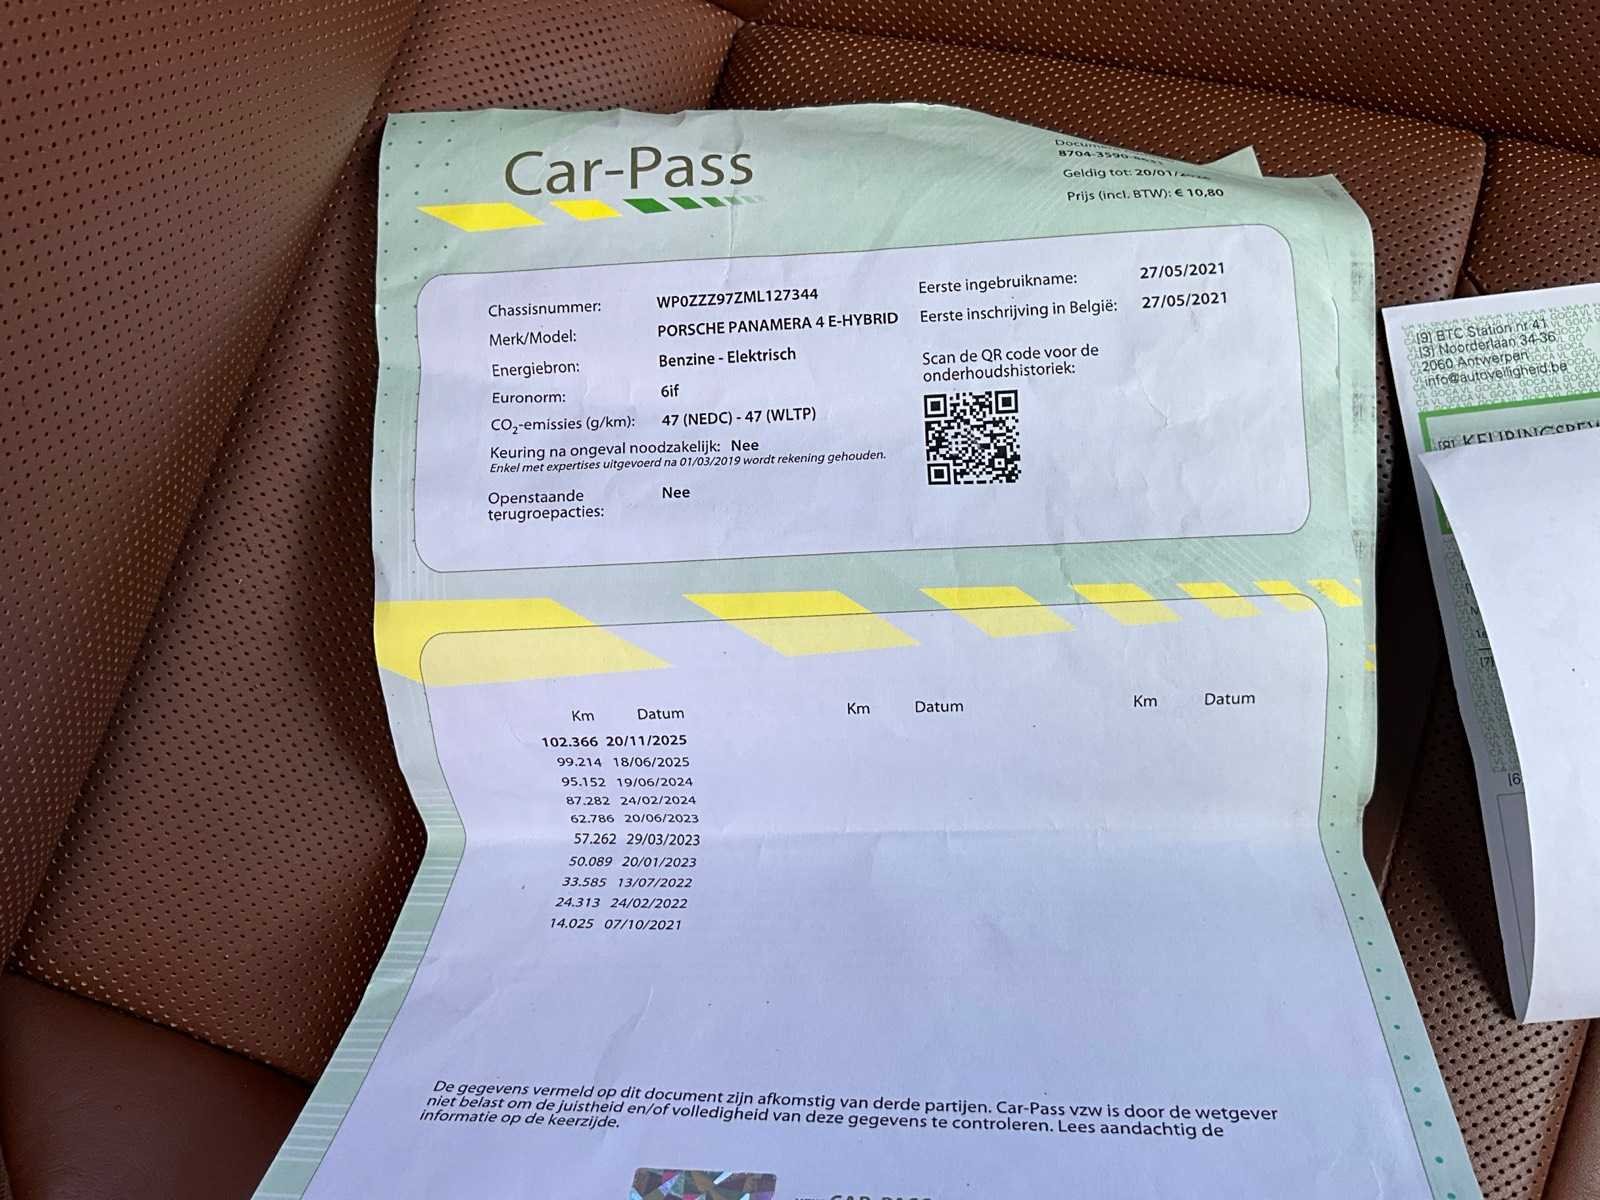 Car-Pass
8704-3590-
Geldig tot: 20/01/
Prijs (incl. BTW): € 10,80
Chassisnummer: WP0ZZZ97ZML127344
Merk/Model: PORSCHE PANAMERA 4 E-HYBRID
Energiebron: Benzine - Elektrisch
Euronorm: 6if
CO2-emissies (g/km): 47 (NEDC) - 47 (WLTP)
Keuring na ongeval noodzakelijk: Nee
Enkel met expertises uitgevoerd na 01/03/2019 wordt rekening gehouden.
Openstaande
terugroepacties: Nee
Eerste ingebruikname: 27/05/2021
Eerste inschrijving in België: 27/05/2021
Scan de QR code voor de
onderhoudshistoriek:
Km Datum Km Datum Km Datum
102.366 20/11/2025
99.214 18/06/2025
95.152 19/06/2024
87.282 24/02/2024
62.786 20/06/2023
57.262 29/03/2023
50.089 20/01/2023
33.585 13/07/2022
24.313 24/02/2022
14.025 07/10/2021
De gegevens vermeld op dit document zijn afkomstig van derde partijen. Car-Pass vzw is door de wetgever
niet belast om de juistheid en/of volledigheid van deze gegevens te controleren. Lees aandachtig de
informatie op de keerzijde.
[9] BTC Station nr 41
[3] Noorderlaan 34-36
2060 Antwerpen
info@autoveiligheid.be